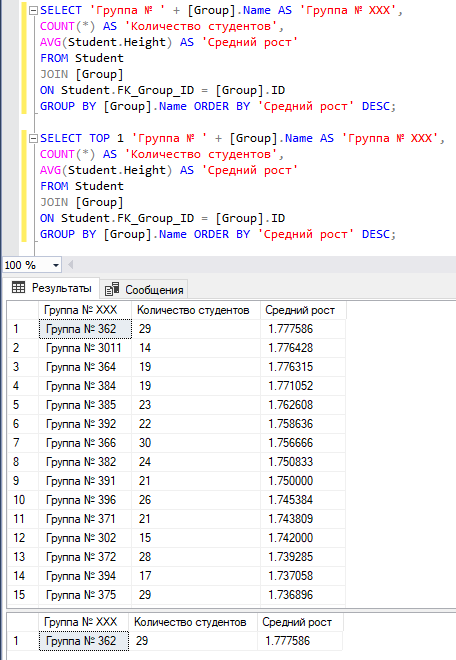 SELECT 'Группа № ' + [Group].Name AS 'Группа № XXX',
COUNT(*) AS 'Количество студентов',
AVG(Student.Height) AS 'Средний рост'
FROM Student
JOIN [Group]
ON Student.FK_Group_ID = [Group].ID
GROUP BY [Group].Name ORDER BY 'Средний рост' DESC;
SELECT TOP 1 'Группа № ' + [Group].Name AS 'Группа № XXX',
COUNT(*) AS 'Количество студентов',
AVG(Student.Height) AS 'Средний рост'
FROM Student
JOIN [Group]
ON Student.FK_Group_ID = [Group].ID
GROUP BY [Group].Name ORDER BY 'Средний рост' DESC;
100 %
Результаты Сообщения
Группа № XXX Количество студентов Средний рост
1 Группа № 362 29 1.777586
2 Группа № 3011 14 1.776428
3 Группа № 364 19 1.776315
4 Группа № 384 19 1.771052
5 Группа № 385 23 1.762608
6 Группа № 392 22 1.758636
7 Группа № 366 30 1.756666
8 Группа № 382 24 1.750833
9 Группа № 391 21 1.750000
10 Группа № 396 26 1.745384
11 Группа № 371 21 1.743809
12 Группа № 302 15 1.742000
13 Группа № 372 28 1.739285
14 Группа № 394 17 1.737058
15 Группа № 375 29 1.736896
Группа № XXX Количество студентов Средний рост
1 Группа № 362 29 1.777586